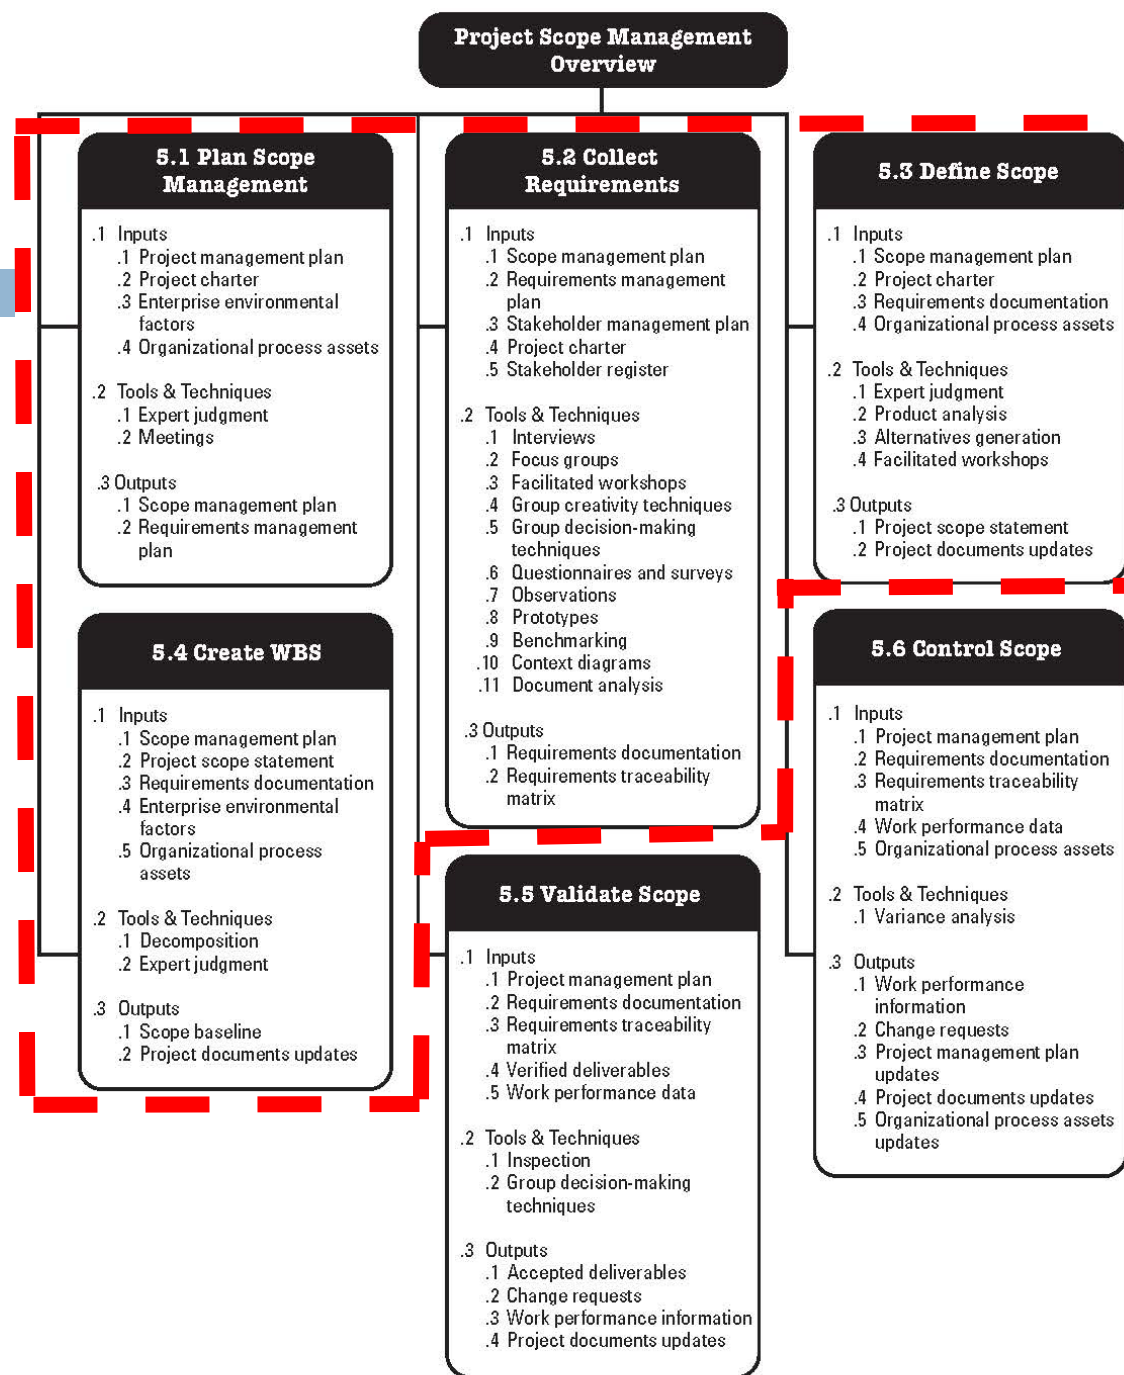 Project Scope Management
Overview
5.1 Plan Scope
Management
.1 Inputs
.1 Project management plan
.2 Project charter
.3 Enterprise environmental
factors
.4 Organizational process assets
.2 Tools & Techniques
.1 Expert judgment
.2 Meetings
.3 Outputs
.1 Scope management plan
.2 Requirements management
plan
5.2 Collect
Requirements
.1 Inputs
.1 Scope management plan
.2 Requirements management
plan
.3 Stakeholder management plan
.4 Project charter
.5 Stakeholder register
.2 Tools & Techniques
.1 Interviews
.2 Focus groups
.3 Facilitated workshops
.4 Group creativity techniques
.5 Group decision-making
techniques
.6 Questionnaires and surveys
.7 Observations
.8 Prototypes
.9 Benchmarking
.10 Context diagrams
.11 Document analysis
.3 Outputs
.1 Requirements documentation
.2 Requirements traceability
matrix
5.3 Define Scope
.1 Inputs
.1 Scope management plan
.2 Project charter
.3 Requirements documentation
.4 Organizational process assets
.2 Tools & Techniques
.1 Expert judgment
.2 Product analysis
.3 Alternatives generation
.4 Facilitated workshops
.3 Outputs
.1 Project scope statement
.2 Project documents updates
5.4 Create WBS
.1 Inputs
.1 Scope management plan
.2 Project scope statement
.3 Requirements documentation
.4 Enterprise environmental
factors
.5 Organizational process
assets
.2 Tools & Techniques
.1 Decomposition
.2 Expert judgment
.3 Outputs
.1 Scope baseline
.2 Project documents updates
5.5 Validate Scope
.1 Inputs
.1 Project management plan
.2 Requirements documentation
.3 Requirements traceability
matrix
.4 Verified deliverables
.5 Work performance data
.2 Tools & Techniques
.1 Inspection
.2 Group decision-making
techniques
.3 Outputs
.1 Accepted deliverables
.2 Change requests
.3 Work performance information
.4 Project documents updates
5.6 Control Scope
.1 Inputs
.1 Project management plan
.2 Requirements documentation
.3 Requirements traceability
matrix
.4 Work performance data
.5 Organizational process assets
.2 Tools & Techniques
.1 Variance analysis
.3 Outputs
.1 Work performance
information
.2 Change requests
.3 Project management plan
updates
.4 Project documents updates
.5 Organizational process assets
updates